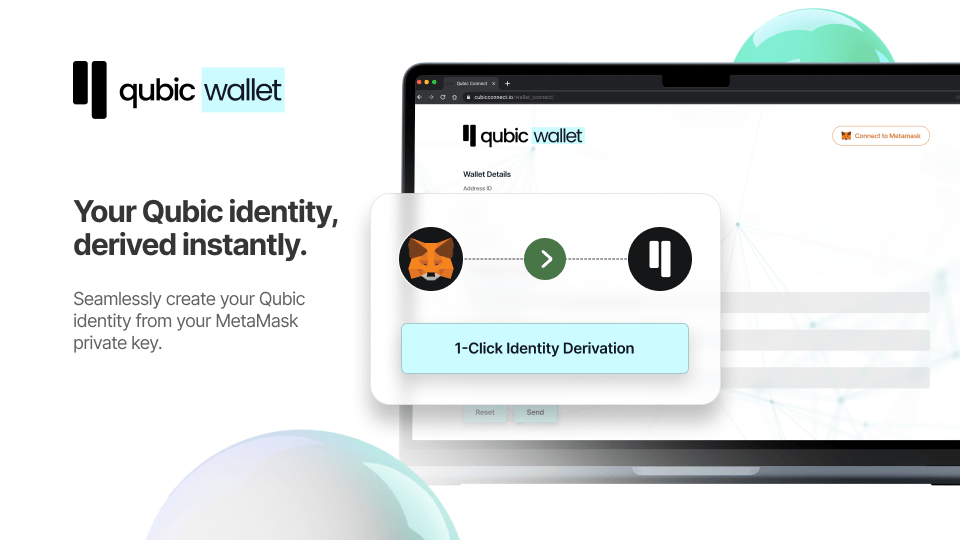 qubic wallet
Your Qubic identity,
derived instantly.
Seamlessly create your Qubic
identity from your MetaMask
private key.
Qubic Connect
cubicconnect.io/wallet_connect/
qubic wallet
Connect to Metamask
Wallet Details
Address ID
1-Click Identity Derivation
Reset
Send